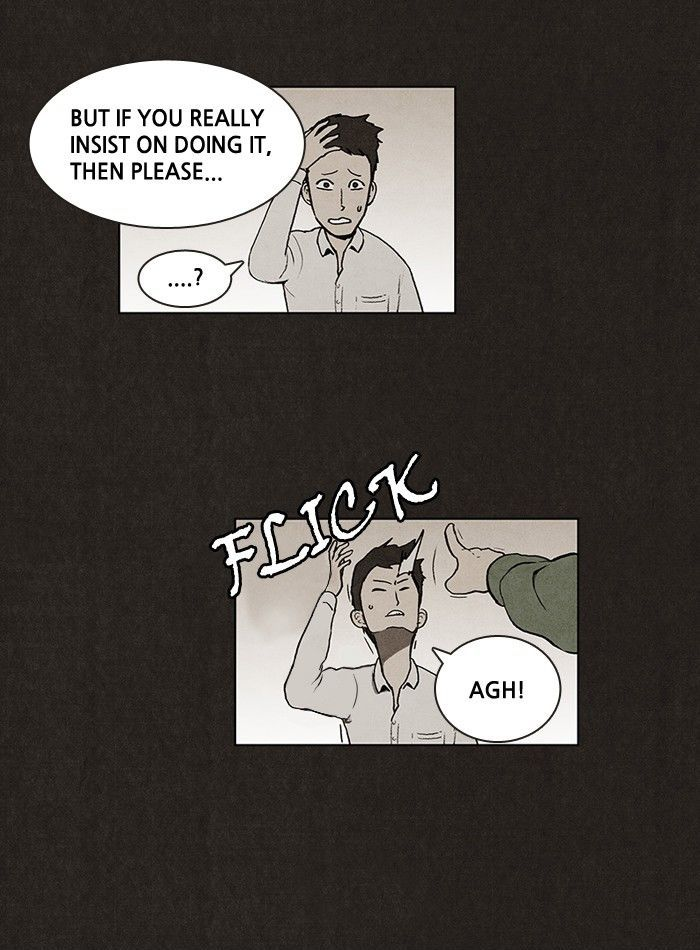 BUT IF YOU REALLY
INSIST ON DOING IT,
THEN PLEASE...
....?
FLICK
AGH!